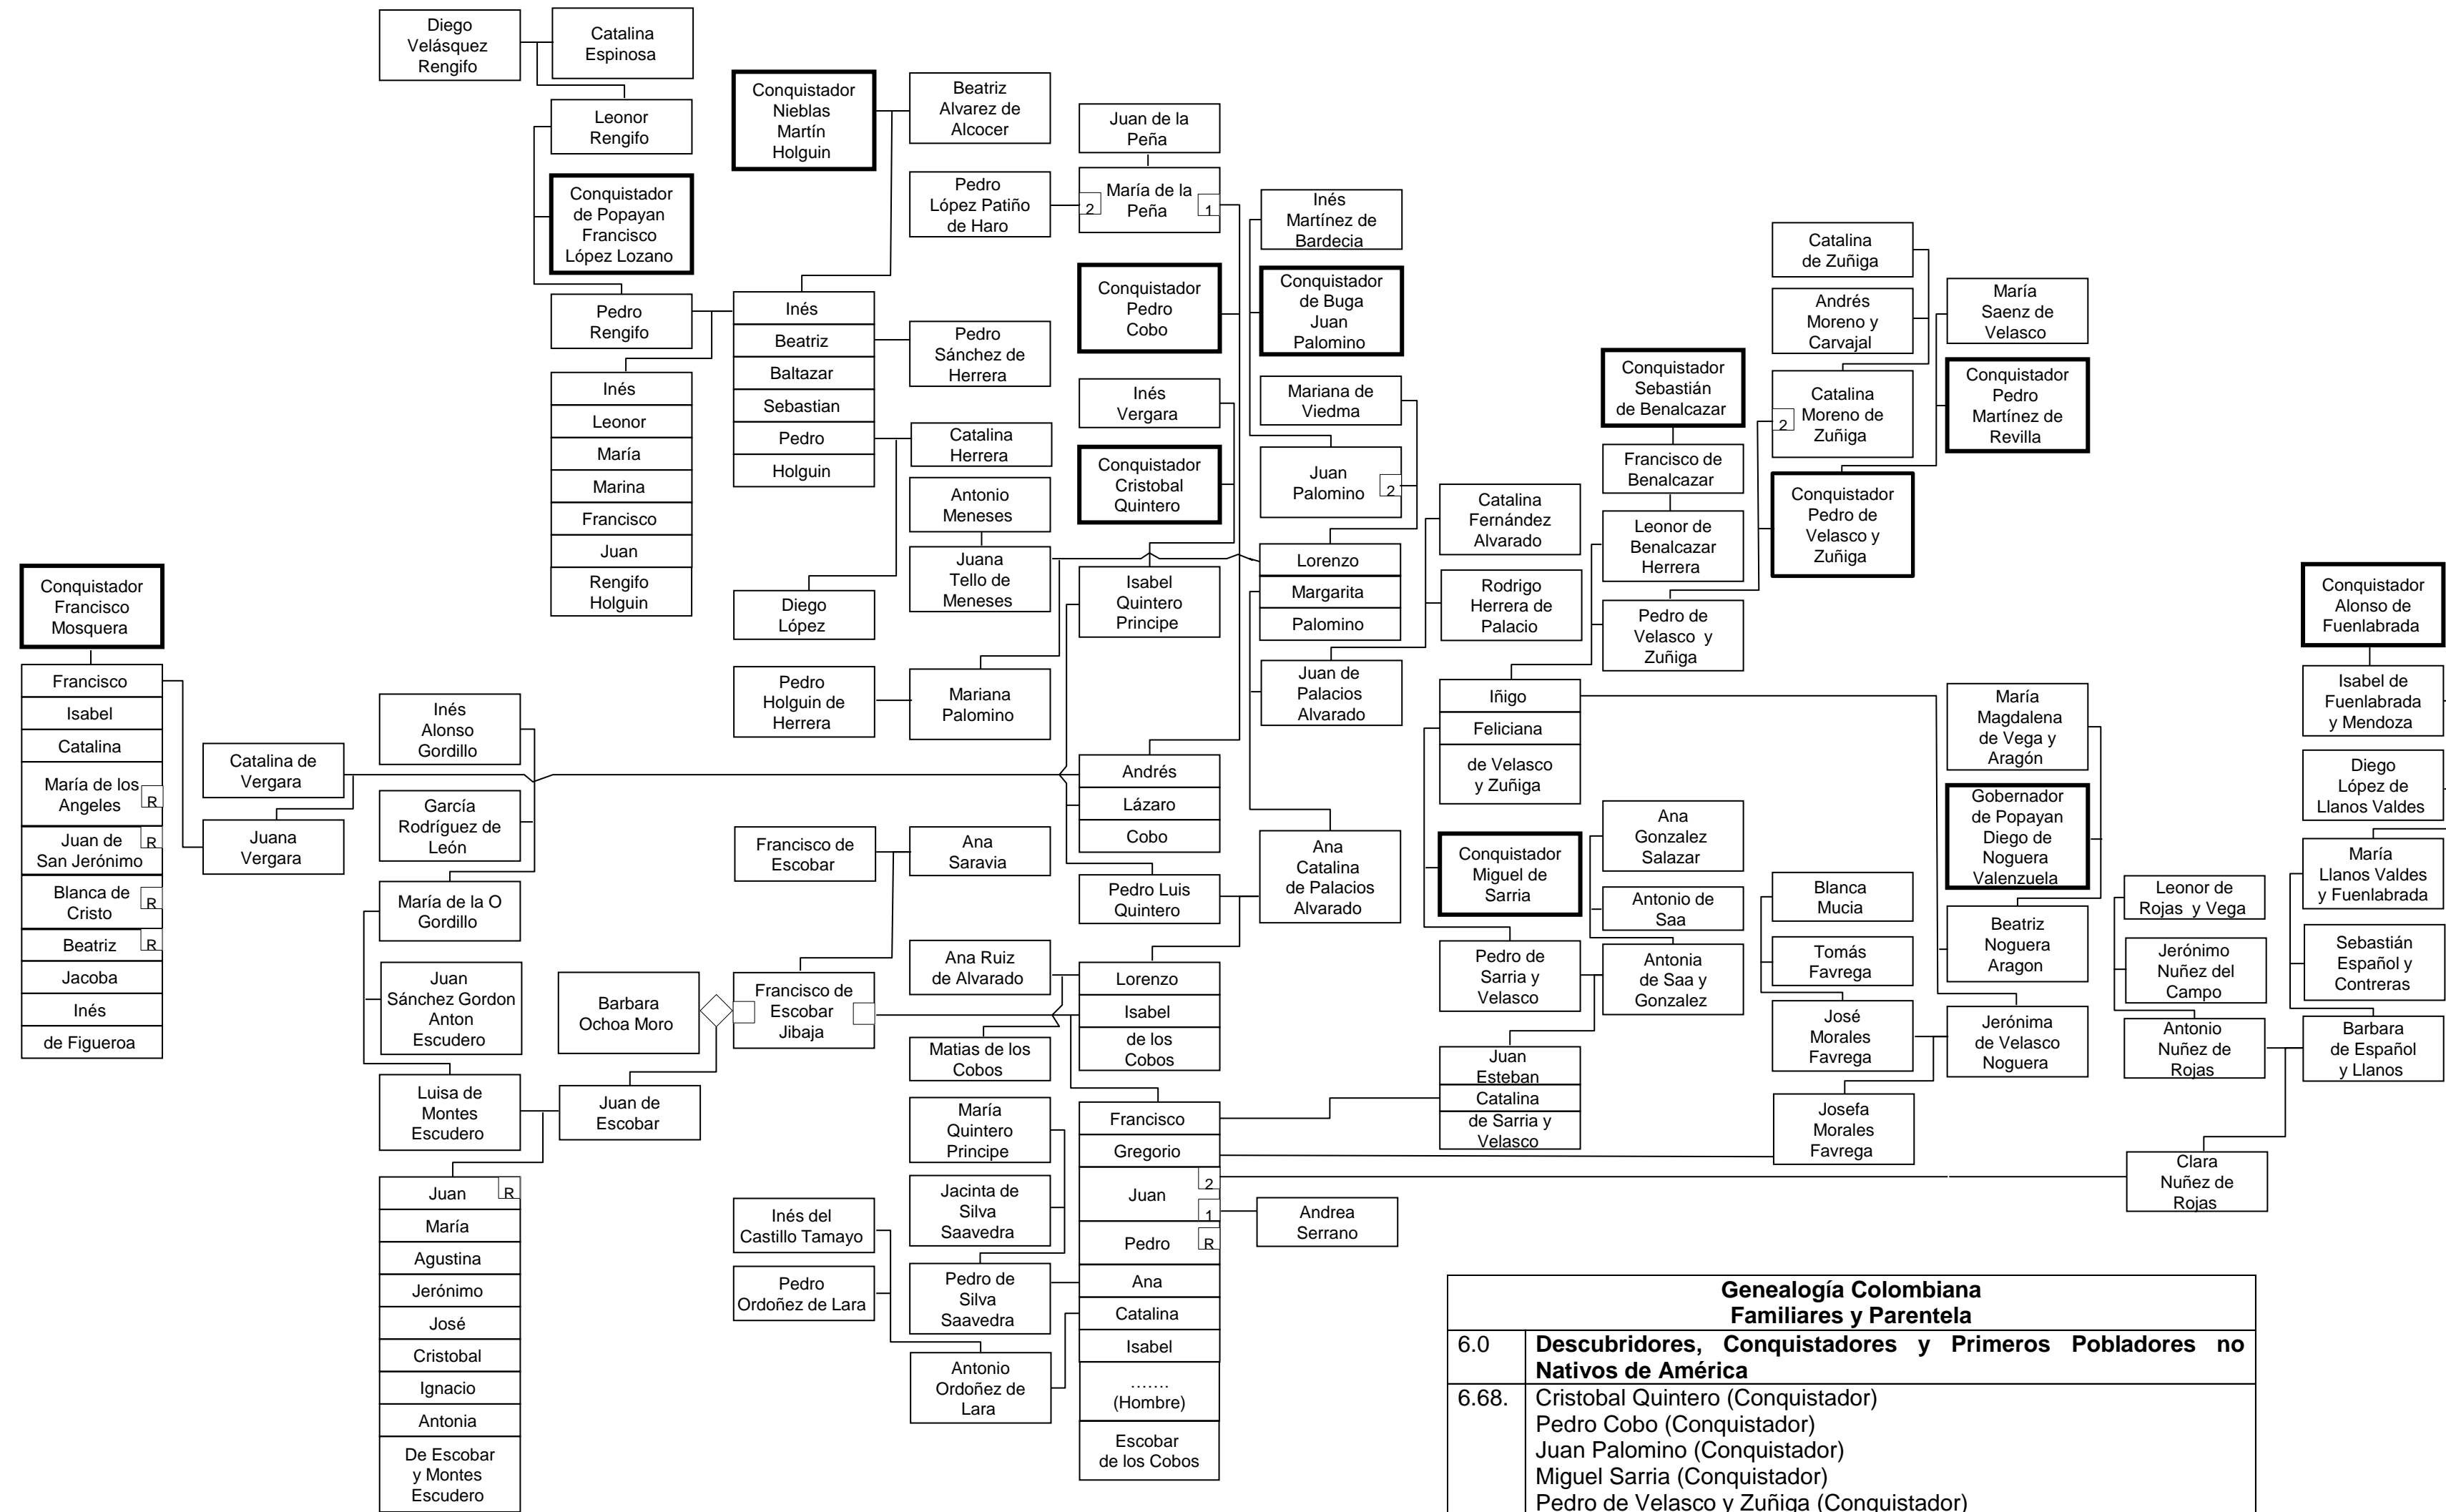 Diego
Velásquez
Rengifo
Catalina
Espinosa
Leonor
Rengifo
Conquistador
de Popayan
Francisco
López Lozano
Pedro
Rengifo
Inés
Leonor
María
Marina
Francisco
Juan
Rengifo
Holguin
Conquistador
Nieblas
Martín
Holguin
Beatriz
Alvarez de
Alcocer
Pedro
López Patiño
de Haro
Juan de la
Peña
2
María de la
Peña
1
Inés
Beatriz
Baltazar
Sebastian
Pedro
Holguin
Pedro
Sánchez de
Herrera
Catalina
Herrera
Antonio
Meneses
Juana
Tello de
Meneses
Diego
López
Pedro
Holguin de
Herrera
Mariana
Palomino
Conquistador
Pedro
Cobo
Inés
Vergara
Conquistador
Cristobal
Quintero
Isabel
Quintero
Principe
Inés
Martínez de
Bardecia
Conquistador
de Buga
Juan
Palomino
Mariana de
Viedma
Juan
Palomino
2
Lorenzo
Margarita
Palomino
Juan de
Palacios
Alvarado
Catalina
Fernández
Alvarado
Rodrigo
Herrera de
Palacio
Conquistador
Sebastián
de Benalcazar
Francisco de
Benalcazar
Leonor de
Benalcazar
Herrera
Pedro de
Velasco y
Zuñiga
Catalina
de Zuñiga
Andrés
Moreno y
Carvajal
Catalina
Moreno de
Zuñiga
2
Conquistador
Pedro de
Velasco y
Zuñiga
María
Saenz de
Velasco
Conquistador
Pedro
Martínez de
Revilla
Conquistador
Francisco
Mosquera
Francisco
Isabel
Catalina
María de los
Angeles
R
Juan de
San Jerónimo
R
Blanca de
Cristo
R
Beatriz
R
Jacoba
Inés
de Figueroa
Catalina de
Vergara
Juana
Vergara
Inés
Alonso
Gordillo
García
Rodríguez de
León
María de la O
Gordillo
Juan
Sánchez Gordon
Anton
Escudero
Luisa de
Montes
Escudero
Barbara
Ochoa Moro
Juan de
Escobar
Juan
R
María
Agustina
Jerónimo
José
Cristobal
Ignacio
Antonia
De Escobar
y Montes
Escudero
Francisco de
Escobar
Ana
Saravia
Francisco de
Escobar
Jibaja
Andrés
Lázaro
Cobo
Pedro Luis
Quintero
Ana
Catalina
de Palacios
Alvarado
Ana Ruiz
de Alvarado
Lorenzo
Isabel
de los
Cobos
Matias de los
Cobos
María
Quintero
Principe
Jacinta de
Silva
Saavedra
Pedro de
Silva
Saavedra
Inés del
Castillo Tamayo
Pedro
Ordoñez de Lara
Antonio
Ordoñez de
Lara
Francisco
Gregorio
Juan
2
1
Pedro
R
Ana
Catalina
Isabel
.......
(Hombre)
Escobar
de los Cobos
Andrea
Serrano
Iñigo
Feliciana
de Velasco
y Zuñiga
Conquistador
Miguel de
Sarria
Pedro de
Sarria y
Velasco
Juan
Esteban
Catalina
de Sarria y
Velasco
Ana
Gonzalez
Salazar
Antonio de
Saa
Antonia
de Saa y
Gonzalez
Blanca
Mucia
Tomás
Favrega
José
Morales
Favrega
Josefa
Morales
Favrega
María
Magdalena
de Vega y
Aragón
Gobernador
de Popayan
Diego de
Noguera
Valenzuela
Beatriz
Noguera
Aragon
Jerónima
de Velasco
Noguera
Leonor de
Rojas y Vega
Jerónimo
Nuñez del
Campo
Antonio
Nuñez de
Rojas
Conquistador
Alonso de
Fuenlabrada
Isabel de
Fuenlabrada
y Mendoza
Diego
López de
Llanos Valdes
María
Llanos Valdes
y Fuenlabrada
Sebastián
Español y
Contreras
Barbara
de Español
y Llanos
Clara
Nuñez de
Rojas
Genealogía Colombiana
Familiares y Parentela
6.0 Descubridores, Conquistadores y Primeros Pobladores no
Nativos de América
6.68. Cristobal Quintero (Conquistador)
Pedro Cobo (Conquistador)
Juan Palomino (Conquistador)
Miguel Sarria (Conquistador)
Pedro de Velasco y Zuñiga (Conquistador)